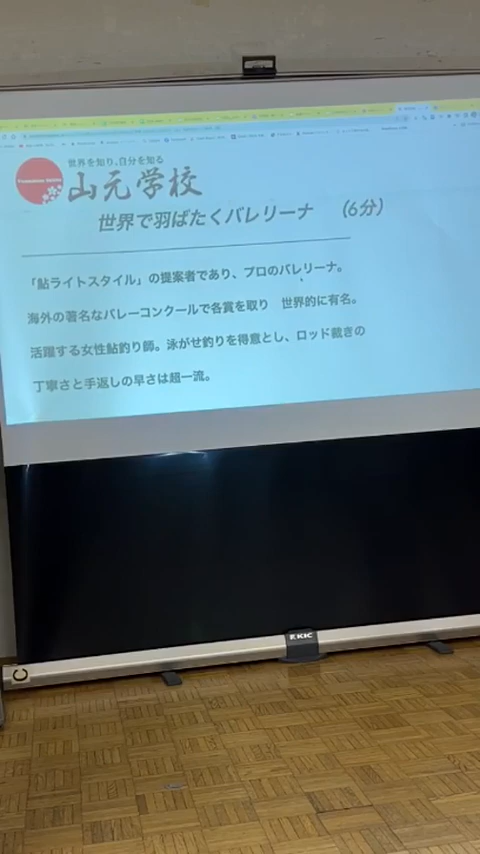 世界を知り、自分を知る
山元学校
世界で羽ばたくバレリーナ （6分）
「鮎ライトスタイル」の提案者であり、プロのバレリーナ。
海外の著名なバレーコンクールで各賞を取り 世界的に有名。
活躍する女性鮎釣り師。泳がせ釣りを得意とし、ロッド裁きの
丁寧さと手返しの早さは超一流。
KIC